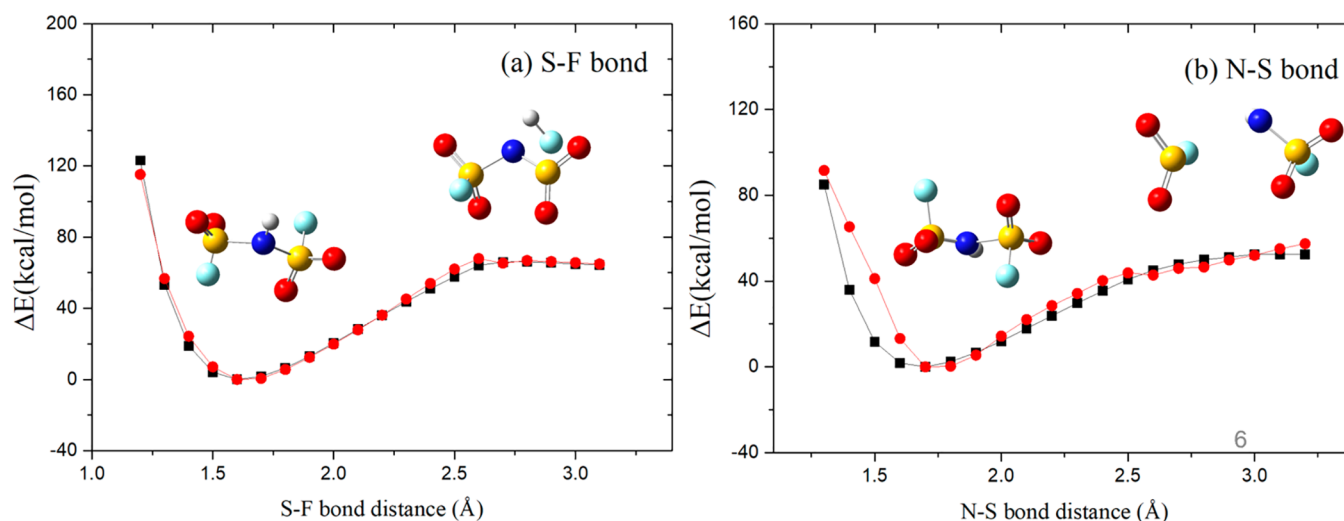 200
160
120
80
40
0
-40
ΔE(kcal/mol)
(a) S-F bond
1.0 1.5 2.0 2.5 3.0
S-F bond distance (Å)
160
120
80
40
0
-40
ΔE(kcal/mol)
(b) N-S bond
6
1.5 2.0 2.5 3.0
N-S bond distance (Å)